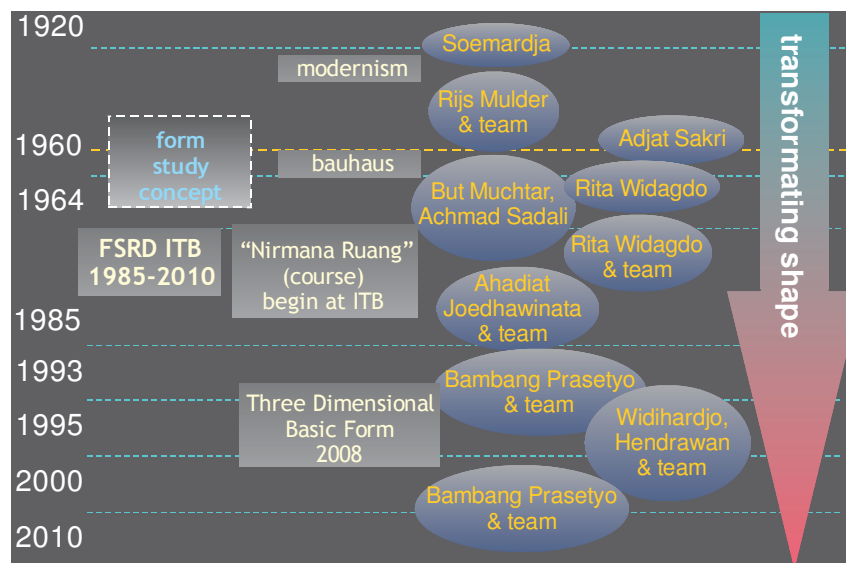 1920
Soemardja
modernism
Rijs Mulder
& team
1960
form
study
concept
Adjat Sakri
bauhaus
1964
But Muchtar,
Achmad Sadali
Rita Widagdo
FSRD ITB
1985-2010
“Nirmana Ruang”
(course)
begin at ITB
Rita Widagdo
& team
Ahadiat
Joedhawinata
& team
1985
1993
Bambang Prasetyo
& team
Three Dimensional
Basic Form
2008
1995
Widihardjo,
Hendrawan
& team
2000
Bambang Prasetyo
& team
2010
transformating shape